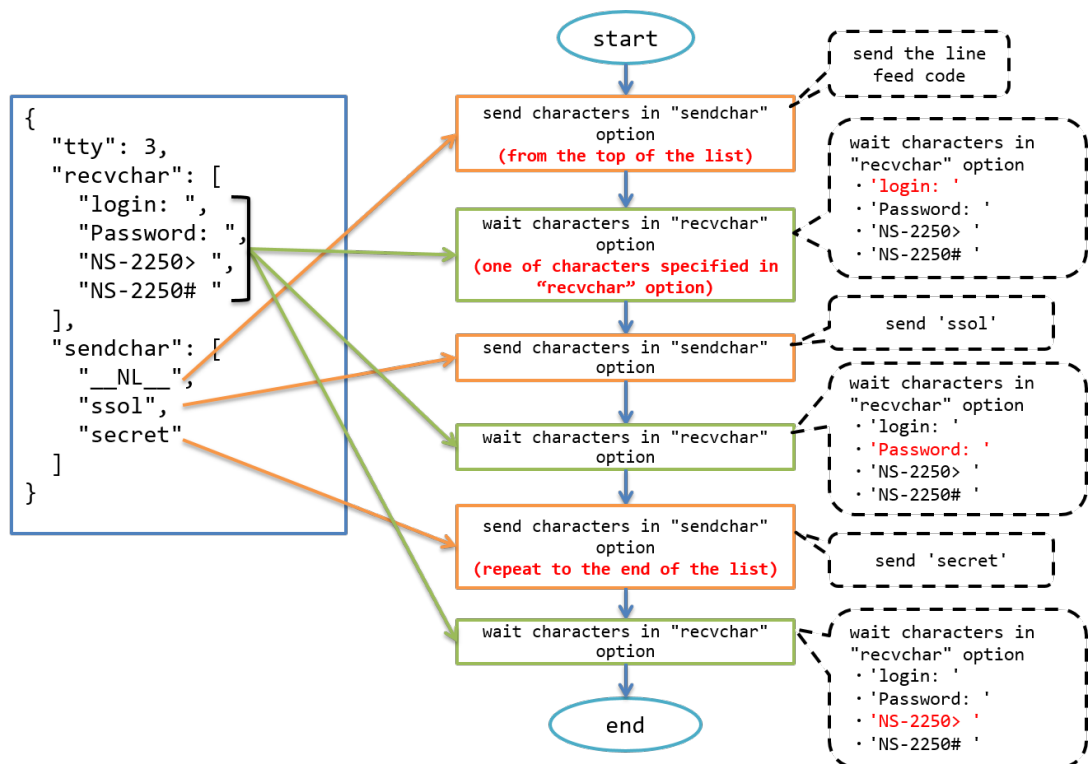 {
"tty": 3,
"recvchar": [
"login: ",
"Password: ",
"NS-2250> ",
"NS-2250# "
],
"sendchar": [
"__NL__",
"ssol",
"secret"
]
}
start
send characters in "sendchar"
option
(from the top of the list)
send the line
feed code
wait characters in "recvchar"
option
(one of characters specified in
“recvchar” option)
wait characters in
"recvchar" option
・'login: '
・'Password: '
・'NS-2250> '
・'NS-2250# '
send characters in "sendchar"
option
send 'ssol'
wait characters in "recvchar"
option
wait characters in
"recvchar" option
・'login: '
・'Password: '
・'NS-2250> '
・'NS-2250# '
send characters in "sendchar"
option
(repeat to the end of the list)
send 'secret'
wait characters in "recvchar"
option
wait characters in
"recvchar" option
・'login: '
・'Password: '
・'NS-2250> '
・'NS-2250# '
end